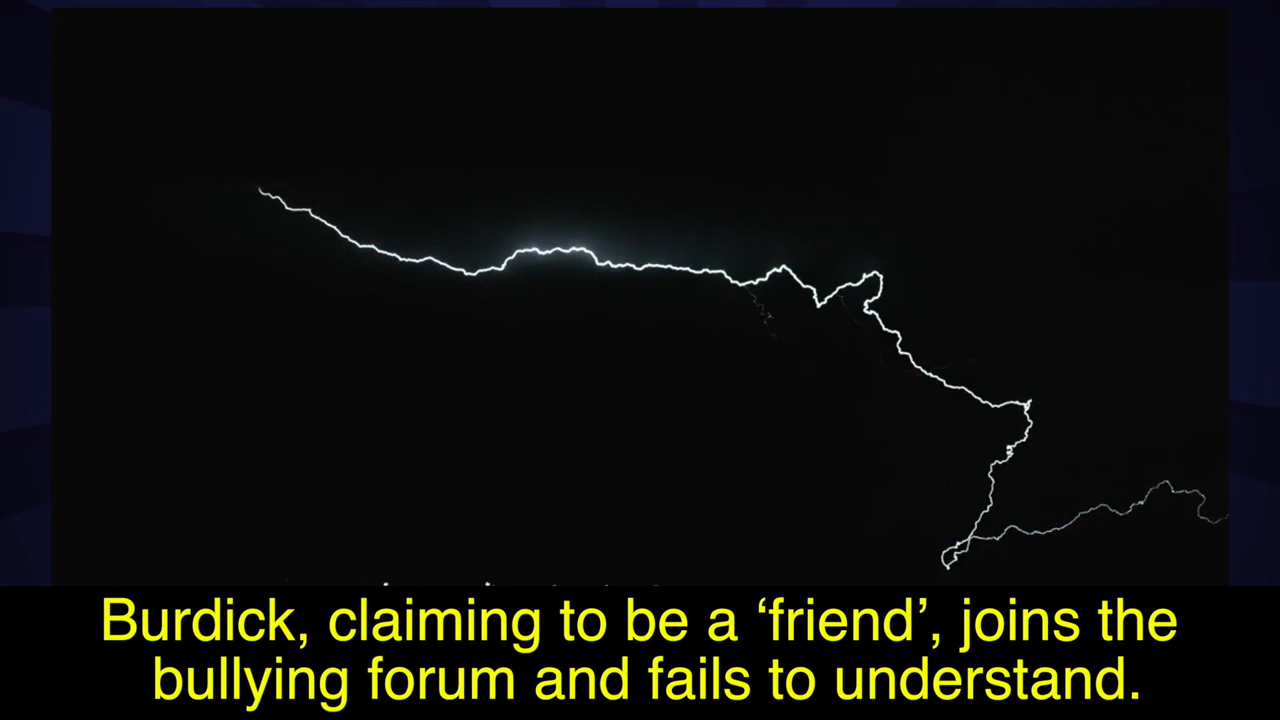 Burdick, claiming to be a ‘friend’, joins the
bullying forum and fails to understand.